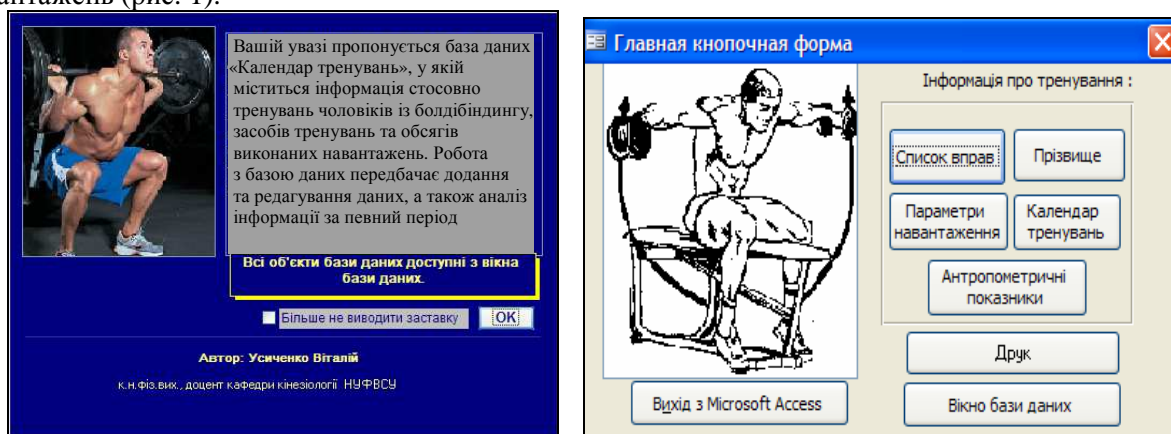 антажень (рис. 1).
Вашій увазі пропонується база даних
«Календар тренувань», у якій
міститься інформація стосовно
тренувань чоловіків із болдібіндингу,
засобів тренувань та обсягів
виконаних навантажень. Робота
з базою даних передбачає додання
та редагування даних, а також аналіз
інформації за певний період
Всі об'єкти бази даних доступні з вікна
бази даних.
Більше не виводити заставку
OK
Автор: Усиченко Віталій
к.н.фіз.вих., доцент кафедри кінезіології НУФВСУ
Главная кнопочная форма
Інформація про тренування :
Список вправ
Прізвище
Параметри
навантаження
Календар
тренувань
Антропометричні
показники
Друк
Вихід з Microsoft Access
Вікно бази даних